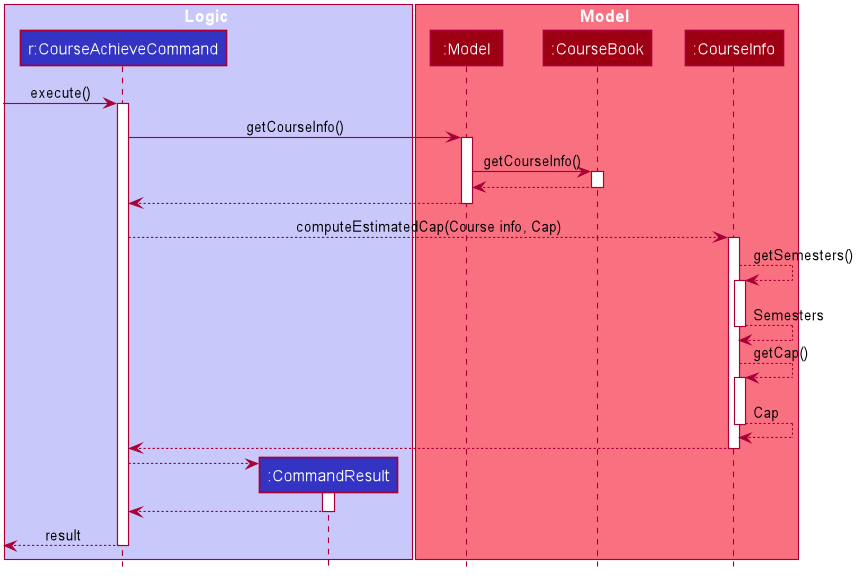 Logic
Model
r:CourseAchieveCommand
:Model
:CourseBook
:CourseInfo
execute()
getCourseInfo()
getCourseInfo()
computeEstimatedCap(Course info, Cap)
getSemesters()
Semesters
getCap()
Cap
:CommandResult
result